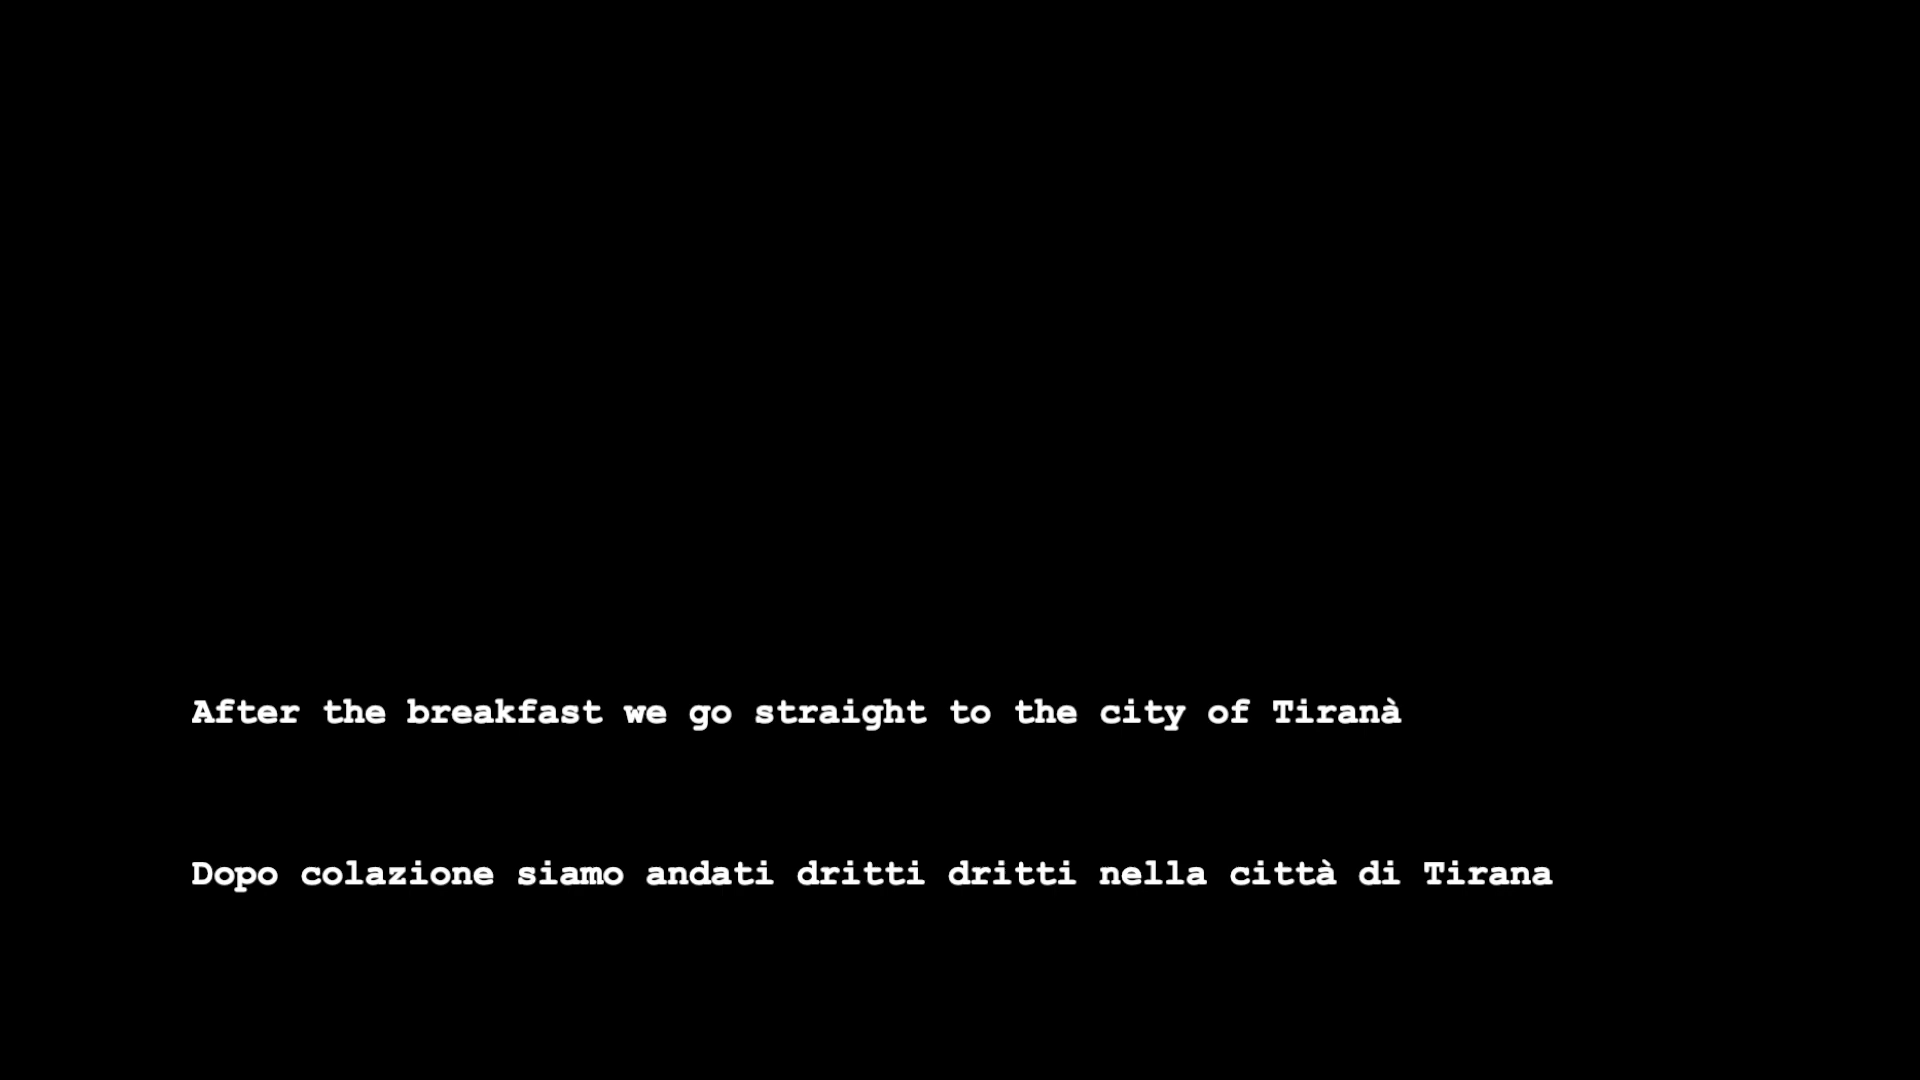 After the breakfast we go straight to the city of Tiranà
Dopo colazione siamo andati dritti dritti nella città di Tirana